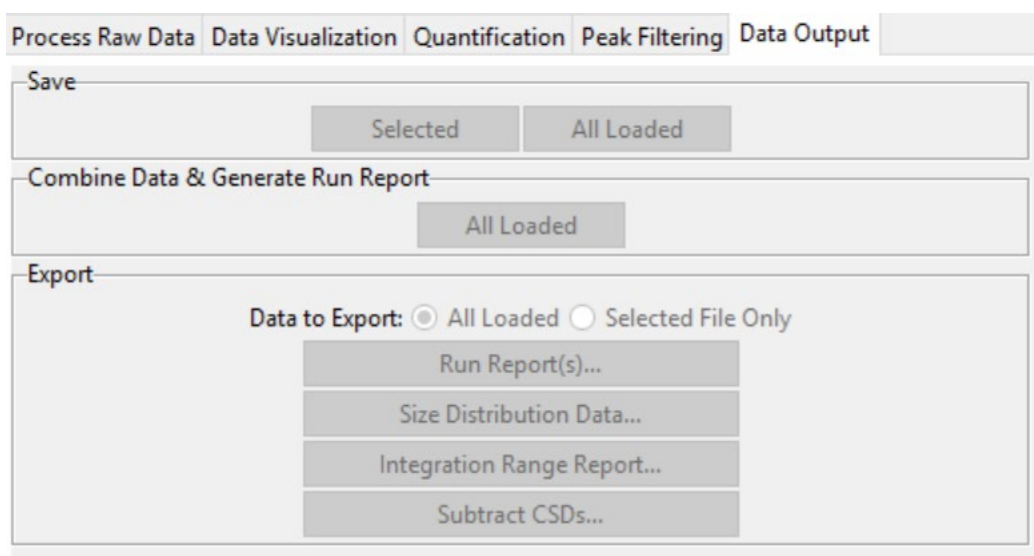 Process Raw Data Data Visualization Quantification Peak Filtering Data Output
Save
Selected All Loaded
Combine Data & Generate Run Report
All Loaded
Export
Data to Export: All Loaded Selected File Only
Run Report(s)...
Size Distribution Data...
Integration Range Report...
Subtract CSDs...